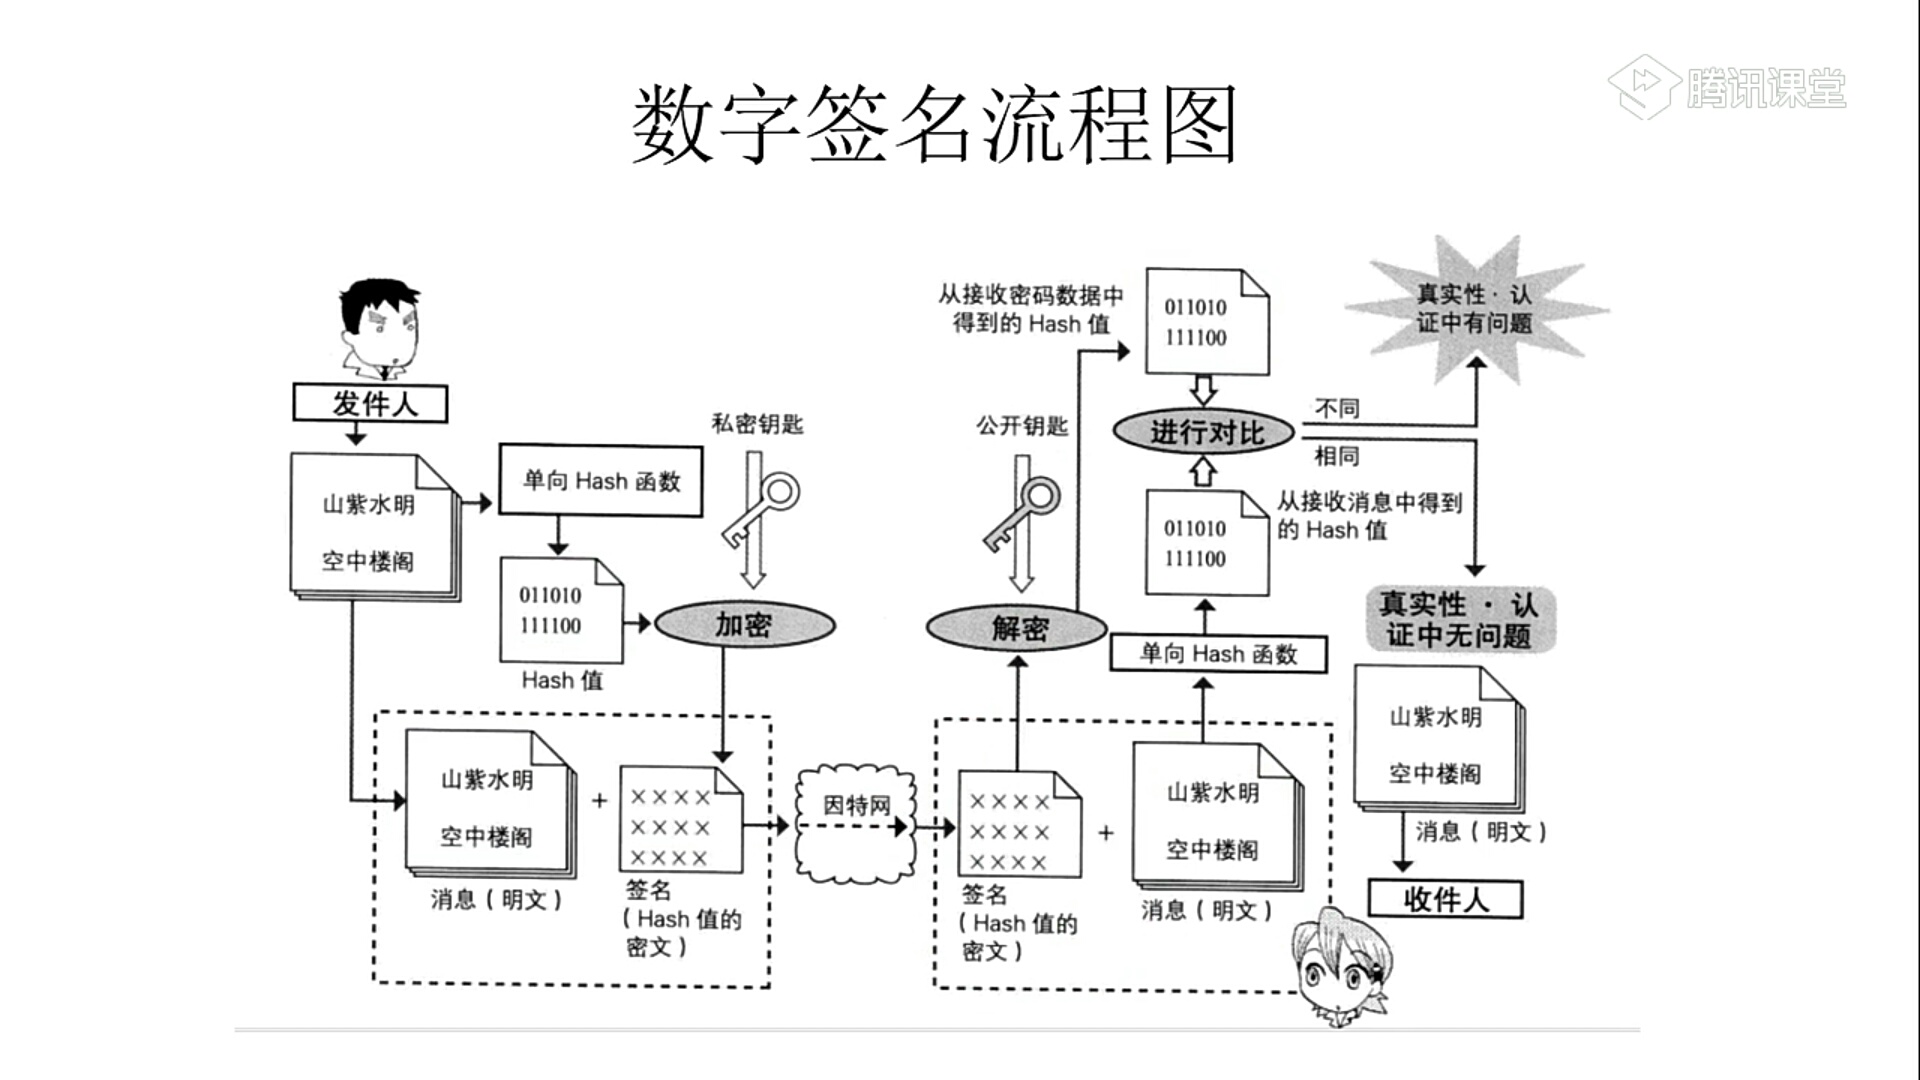 腾讯课堂
数字签名流程图
发件人
山紫水明
空中楼阁
单向 Hash 函数
011010
111100
Hash 值
私密钥匙
加密
山紫水明
空中楼阁
消息（明文）
+
××××
××××
××××
签名
（Hash 值的
密文）
因特网
××××
××××
××××
签名
（Hash 值的
密文）
+
山紫水明
空中楼阁
消息（明文）
公开钥匙
解密
从接收密码数据中
得到的 Hash 值
011010
111100
进行对比
011010
111100
从接收消息中得到
的 Hash 值
单向 Hash 函数
不同
相同
真实性·认
证中有问题
真实性·认
证中无问题
山紫水明
空中楼阁
消息（明文）
收件人